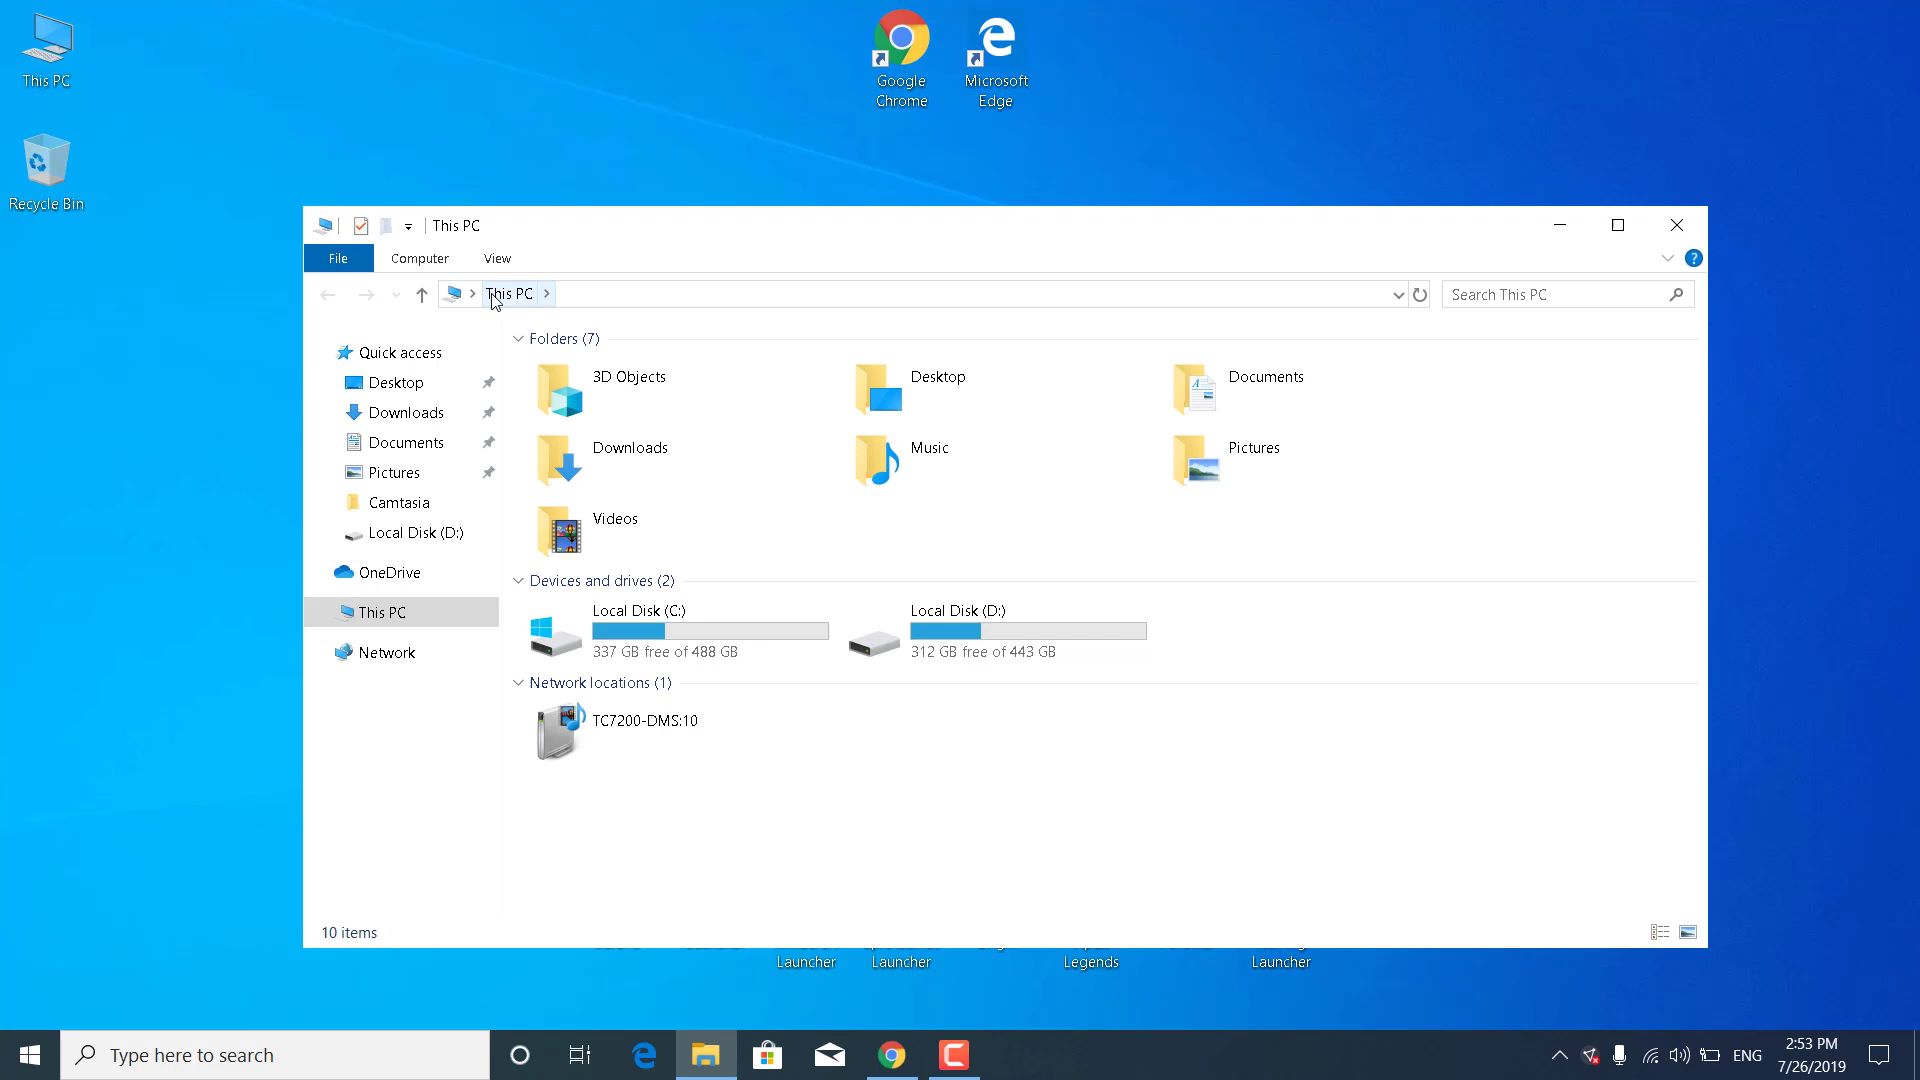 This PC
Recycle Bin
Google
Chrome
Microsoft
Edge
This PC
File
Computer
View
This PC
Search This PC
Quick access
Desktop
Downloads
Documents
Pictures
Camtasia
Local Disk (D:)
OneDrive
This PC
Network
Folders (7)
3D Objects
Desktop
Documents
Downloads
Music
Pictures
Videos
Devices and drives (2)
Local Disk (C:)
337 GB free of 488 GB
Local Disk (D:)
312 GB free of 443 GB
Network locations (1)
TC7200-DMS:10
10 items
Launcher
Launcher
Legends
Launcher
Type here to search
ENG
2:53 PM
7/26/2019